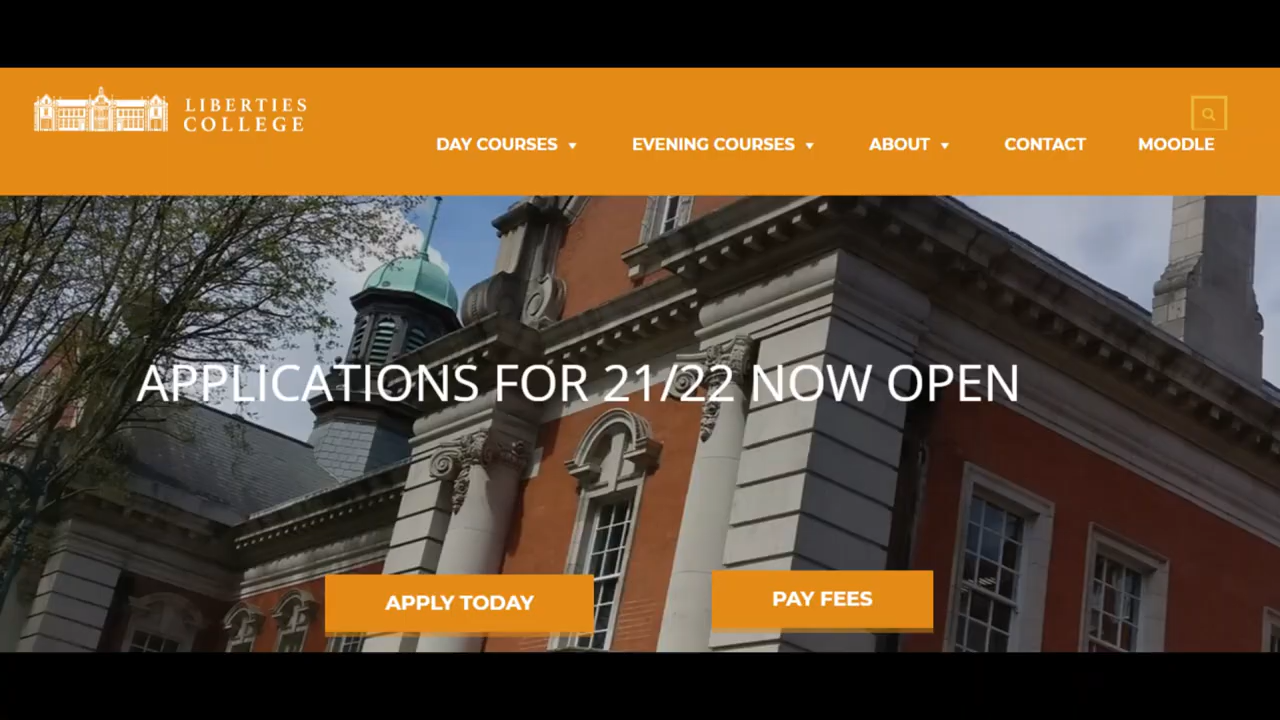 LIBERTIES
COLLEGE
DAY COURSES
EVENING COURSES
ABOUT
CONTACT
MOODLE
APPLICATIONS FOR 21/22 NOW OPEN
APPLY TODAY
PAY FEES